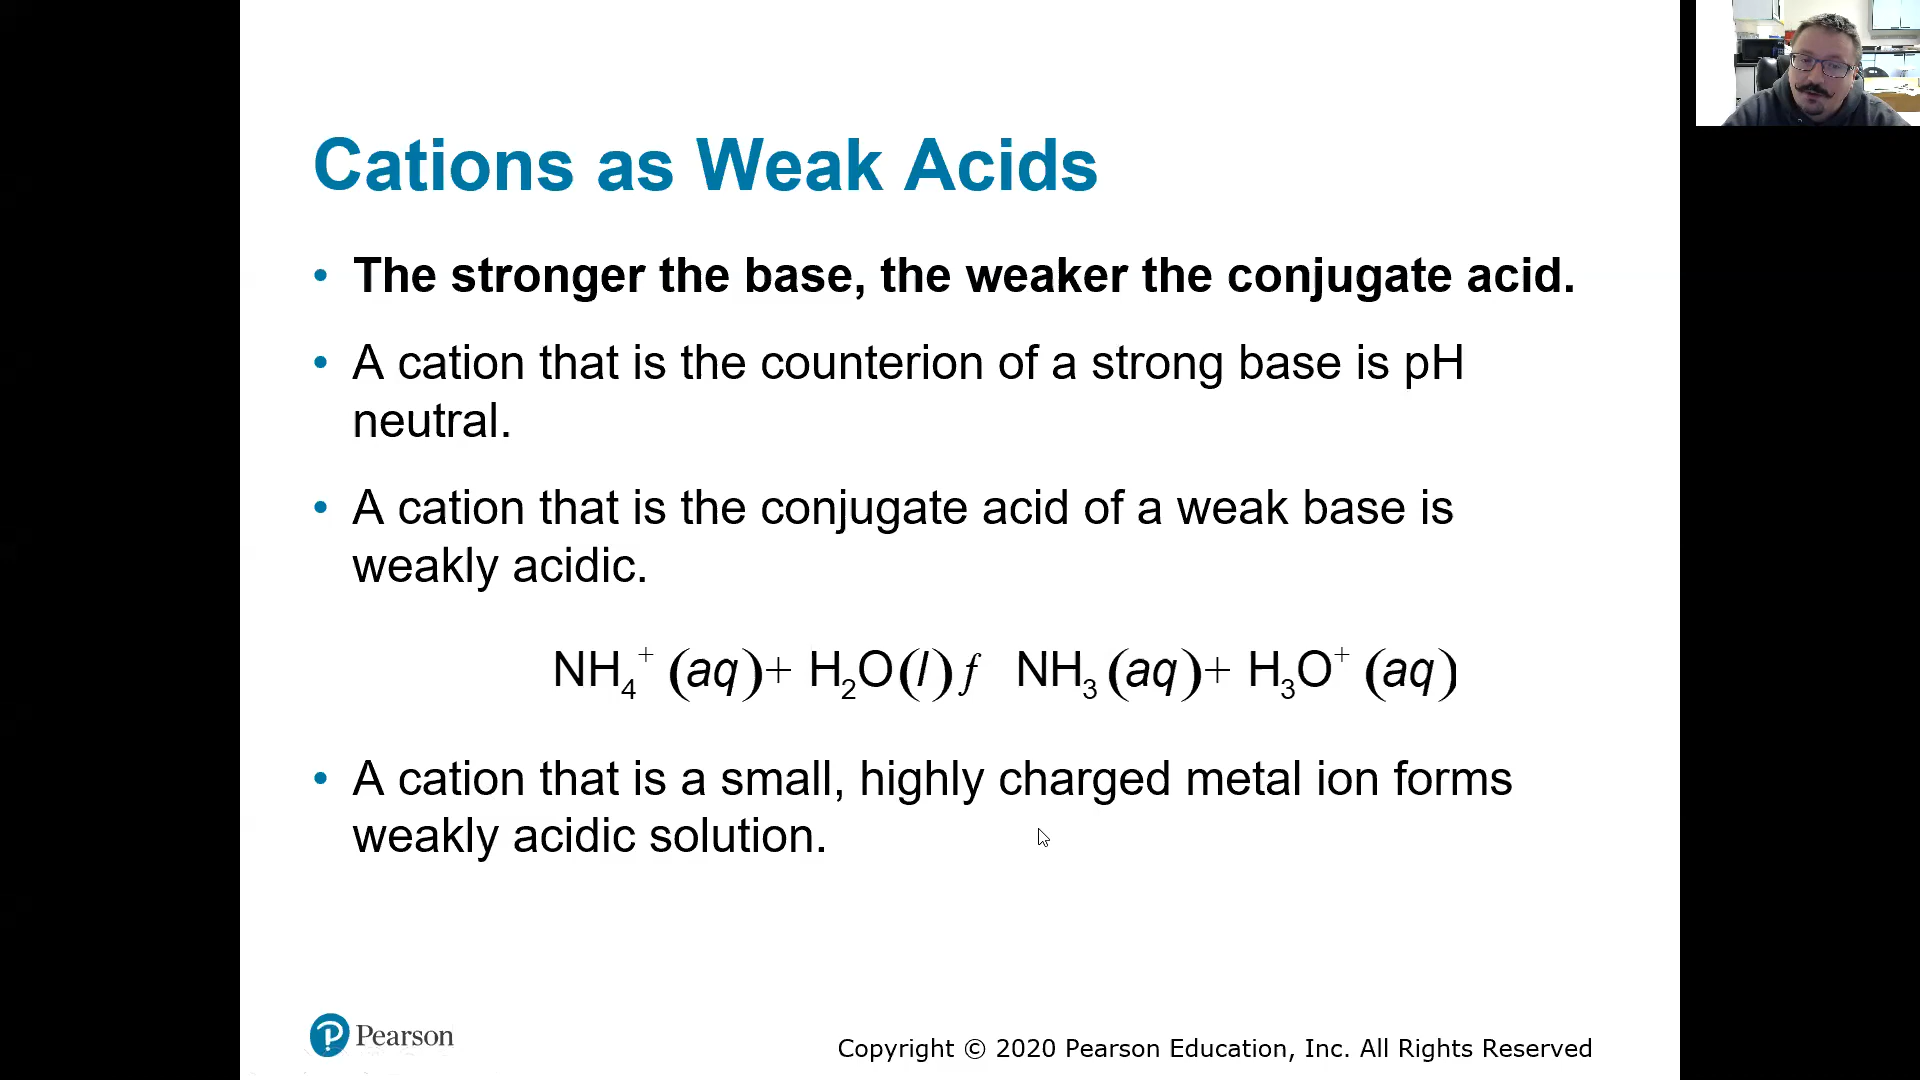 Cations as Weak Acids
• The stronger the base, the weaker the conjugate acid.
• A cation that is the counterion of a strong base is pH
neutral.
• A cation that is the conjugate acid of a weak base is
weakly acidic.
NH₄⁺ (aq)+ H₂O(l) f NH₃(aq)+ H₃O⁺ (aq)
• A cation that is a small, highly charged metal ion forms
weakly acidic solution.
Pearson
Copyright © 2020 Pearson Education, Inc. All Rights Reserved